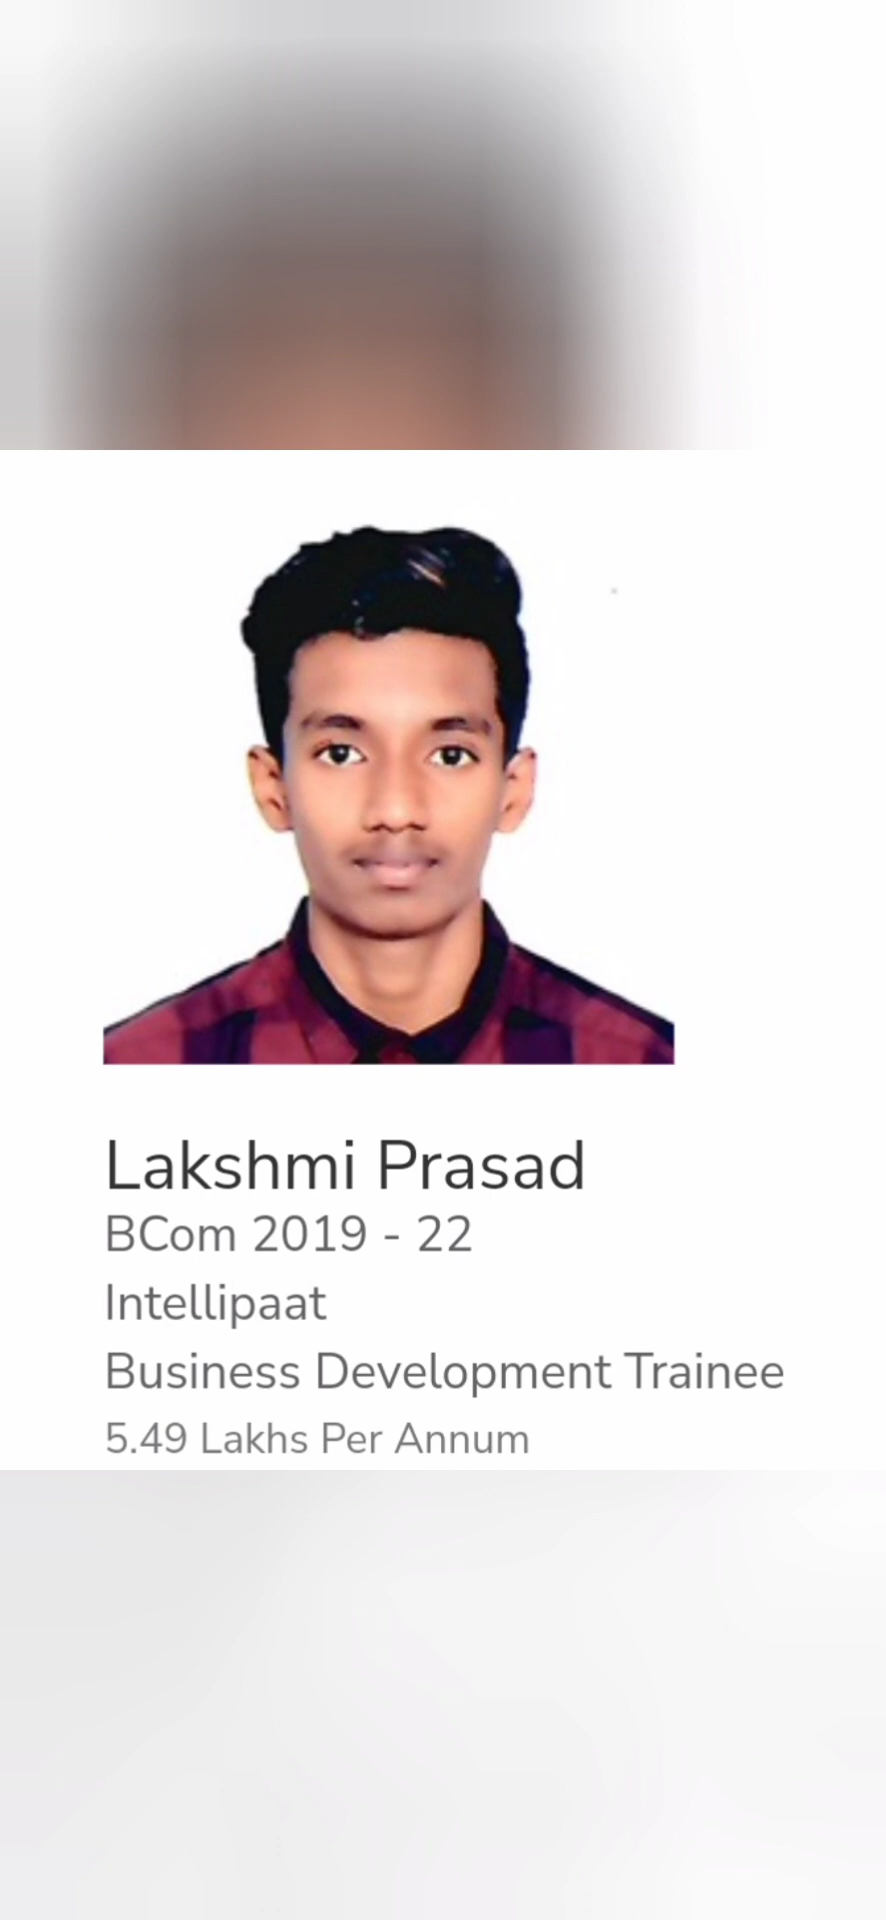 Lakshmi Prasad
BCom 2019 - 22
Intellipaat
Business Development Trainee
5.49 Lakhs Per Annum